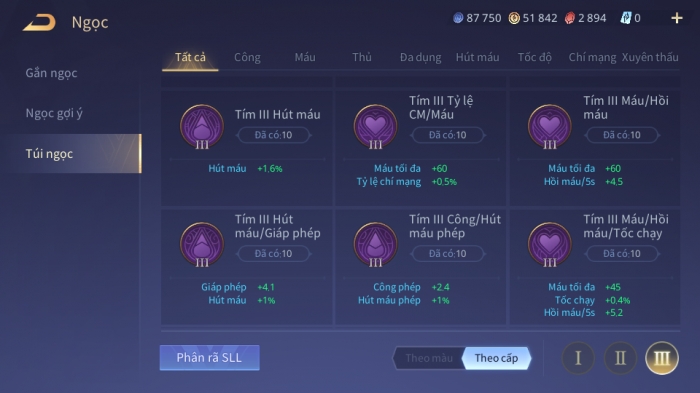 Ngọc
87 750
51 842
2 894
0
+
Tất cả
Công
Máu
Thủ
Đa dụng
Hút máu
Tốc độ
Chí mạng
Xuyên thấu
Gắn ngọc
Ngọc gợi ý
Túi ngọc
III
Tím III Hút máu
Đã có:10
Hút máu +1.6%
III
Tím III Tỷ lệ
CM/Máu
Đã có:10
Máu tối đa +60
Tỷ lệ chí mạng +0.5%
III
Tím III Máu/Hồi
máu
Đã có:10
Máu tối đa +60
Hồi máu/5s +4.5
III
Tím III Hút
máu/Giáp phép
Đã có:10
Giáp phép +4.1
Hút máu +1%
III
Tím III Công/Hút
máu phép
Đã có:10
Công phép +2.4
Hút máu phép +1%
III
Tím III Máu/Hồi
máu/Tốc chạy
Đã có:10
Máu tối đa +45
Tốc chạy +0.4%
Hồi máu/5s +5.2
Phân rã SLL
Theo màu
Theo cấp
I
II
III